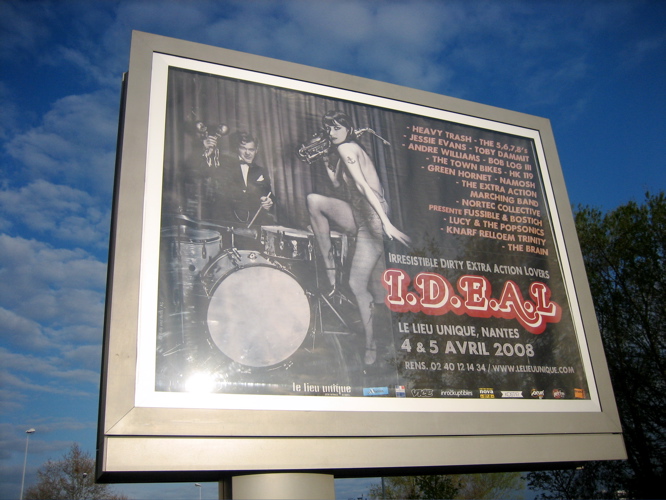 - HEAVY TRASH - THE 5,6,7,8'S
- JESSIE EVANS - TOBY DAMMIT
- ANDRE WILLIAMS - BOB LOG III
- THE TOWN BIKES - HK 119
- GREEN HORNET - NAMOSH
- THE EXTRA ACTION
MARCHING BAND
- NORTEC COLLECTIVE
PRESENTE FUSSIBLE & BOSTICH
- LUCY & THE POPSONICS
- KNARF RELLOEM TRINITY
- THE BRAIN
IRRESISTIBLE DIRTY EXTRA ACTION LOVERS
I.D.E.A.L
LE LIEU UNIQUE, NANTES
4 & 5 AVRIL 2008
RENS. 02 40 12 14 34 / WWW.LELIEUUNIQUE.COM
le lieu unique
VICE
inrockuptibles